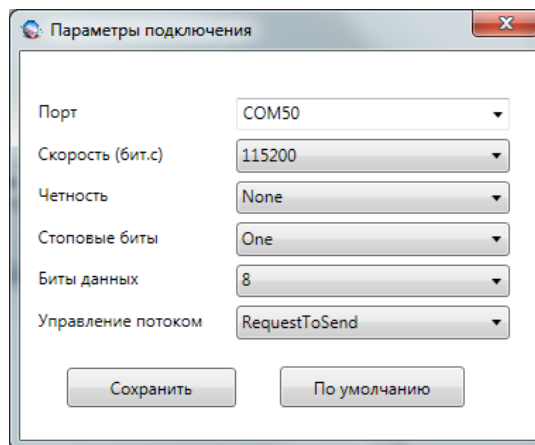 Параметры подключения
Порт COM50
Скорость (бит.с) 115200
Четность None
Стоповые биты One
Биты данных 8
Управление потоком RequestToSend
Сохранить По умолчанию